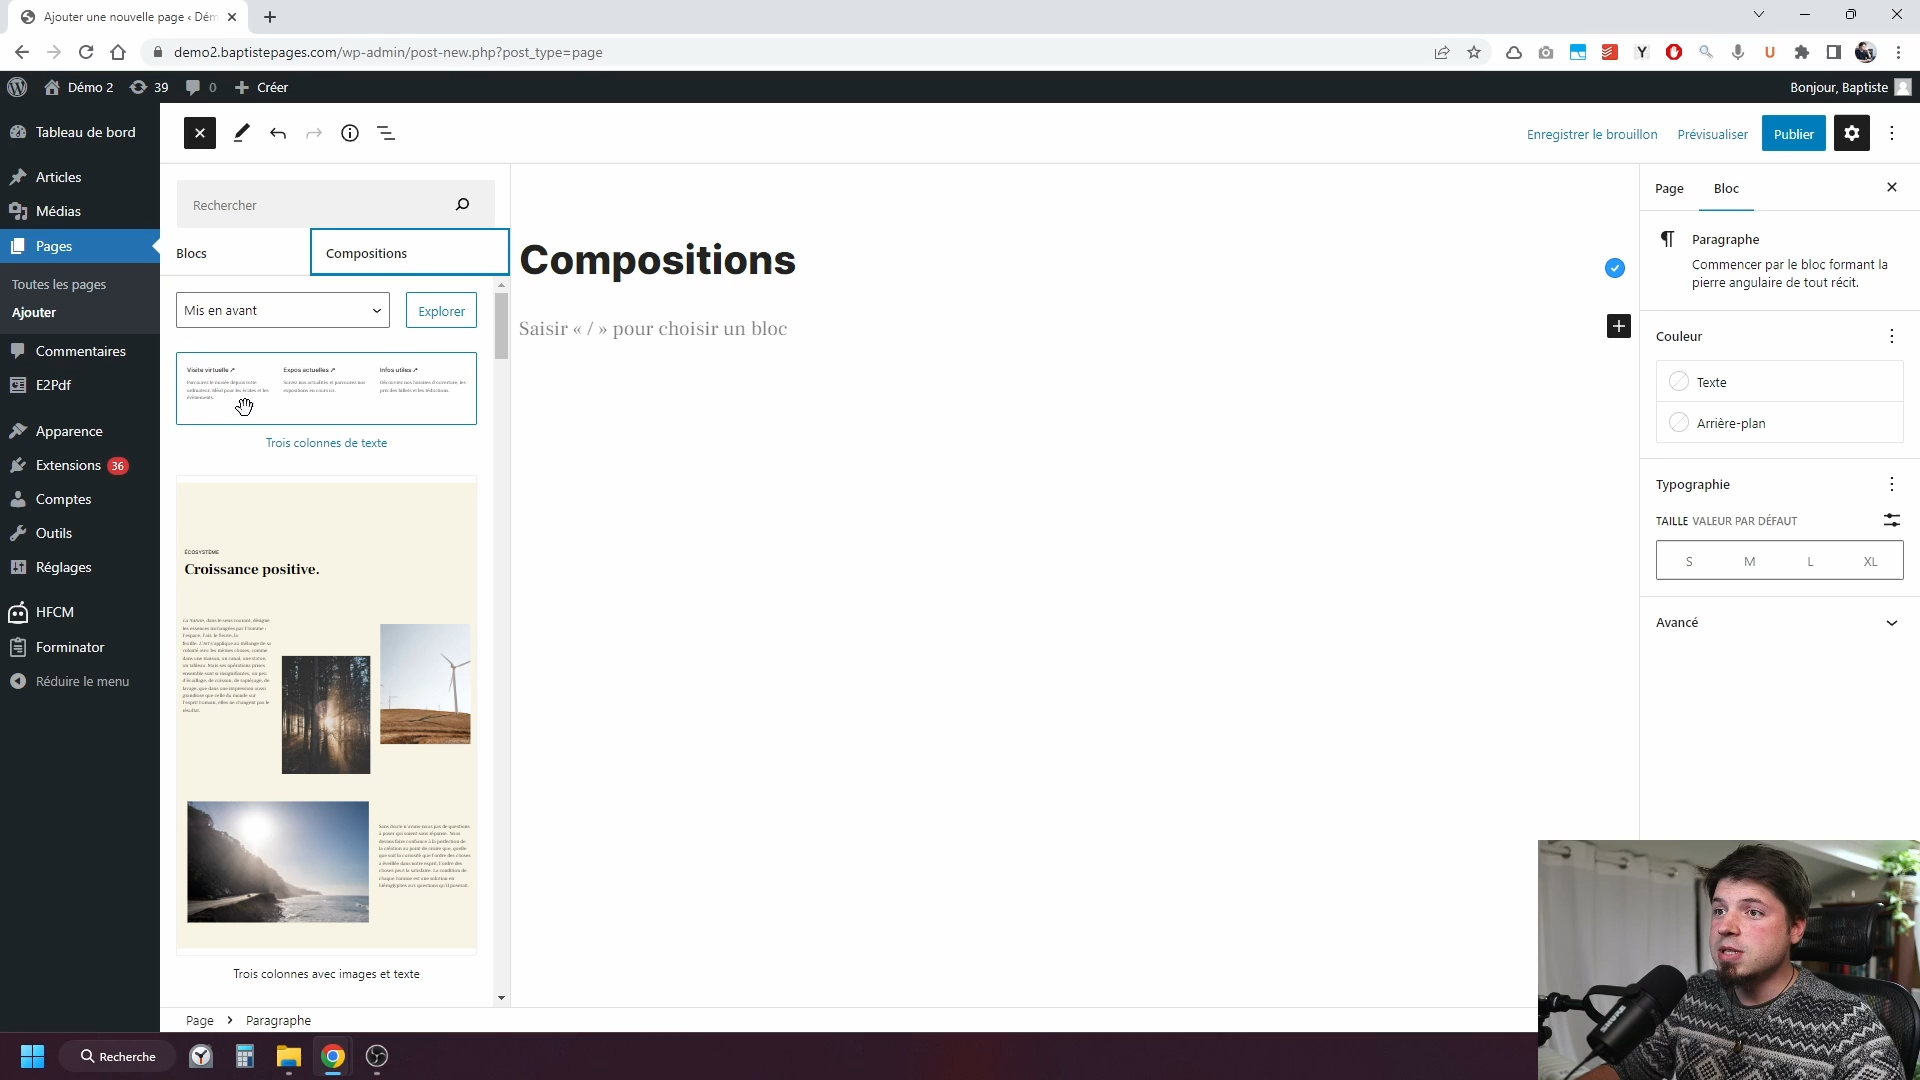 Ajouter une nouvelle page ‹ Dém
demo2.baptistepages.com/wp-admin/post-new.php?post_type=page
Démo 2
39
0
Créer
Bonjour, Baptiste
Tableau de bord
Articles
Médias
Pages
Toutes les pages
Ajouter
Commentaires
E2Pdf
Apparence
Extensions 36
Comptes
Outils
Réglages
HFCM
Forminator
Réduire le menu
Enregistrer le brouillon
Prévisualiser
Publier
Rechercher
Blocs
Compositions
Mis en avant
Explorer
Visite virtuelle ↗
Expos actuelles ↗
Infos utiles ↗
Trois colonnes de texte
ÉCOSYSTÈME
Croissance positive.
Trois colonnes avec images et texte
Compositions
Saisir « / » pour choisir un bloc
Page
Bloc
Paragraphe
Commencer par le bloc formant la
pierre angulaire de tout récit.
Couleur
Texte
Arrière-plan
Typographie
TAILLE VALEUR PAR DÉFAUT
S M L XL
Avancé
Page › Paragraphe
Recherche